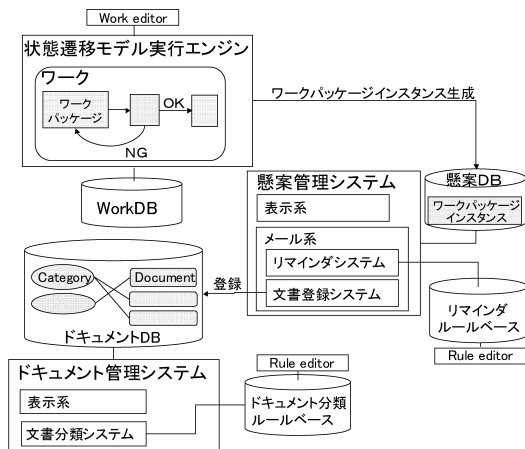 Work editor
状態遷移モデル実行エンジン
ワーク
ワーク
パッケージ
OK
NG
ワークパッケージインスタンス生成
WorkDB
懸案管理システム
表示系
メール系
リマインダシステム
文書登録システム
懸案DB
ワークパッケージ
インスタンス
登録
Category
Document
ドキュメントDB
リマインダ
ルールベース
Rule editor
ドキュメント管理システム
表示系
文書分類システム
Rule editor
ドキュメント分類
ルールベース